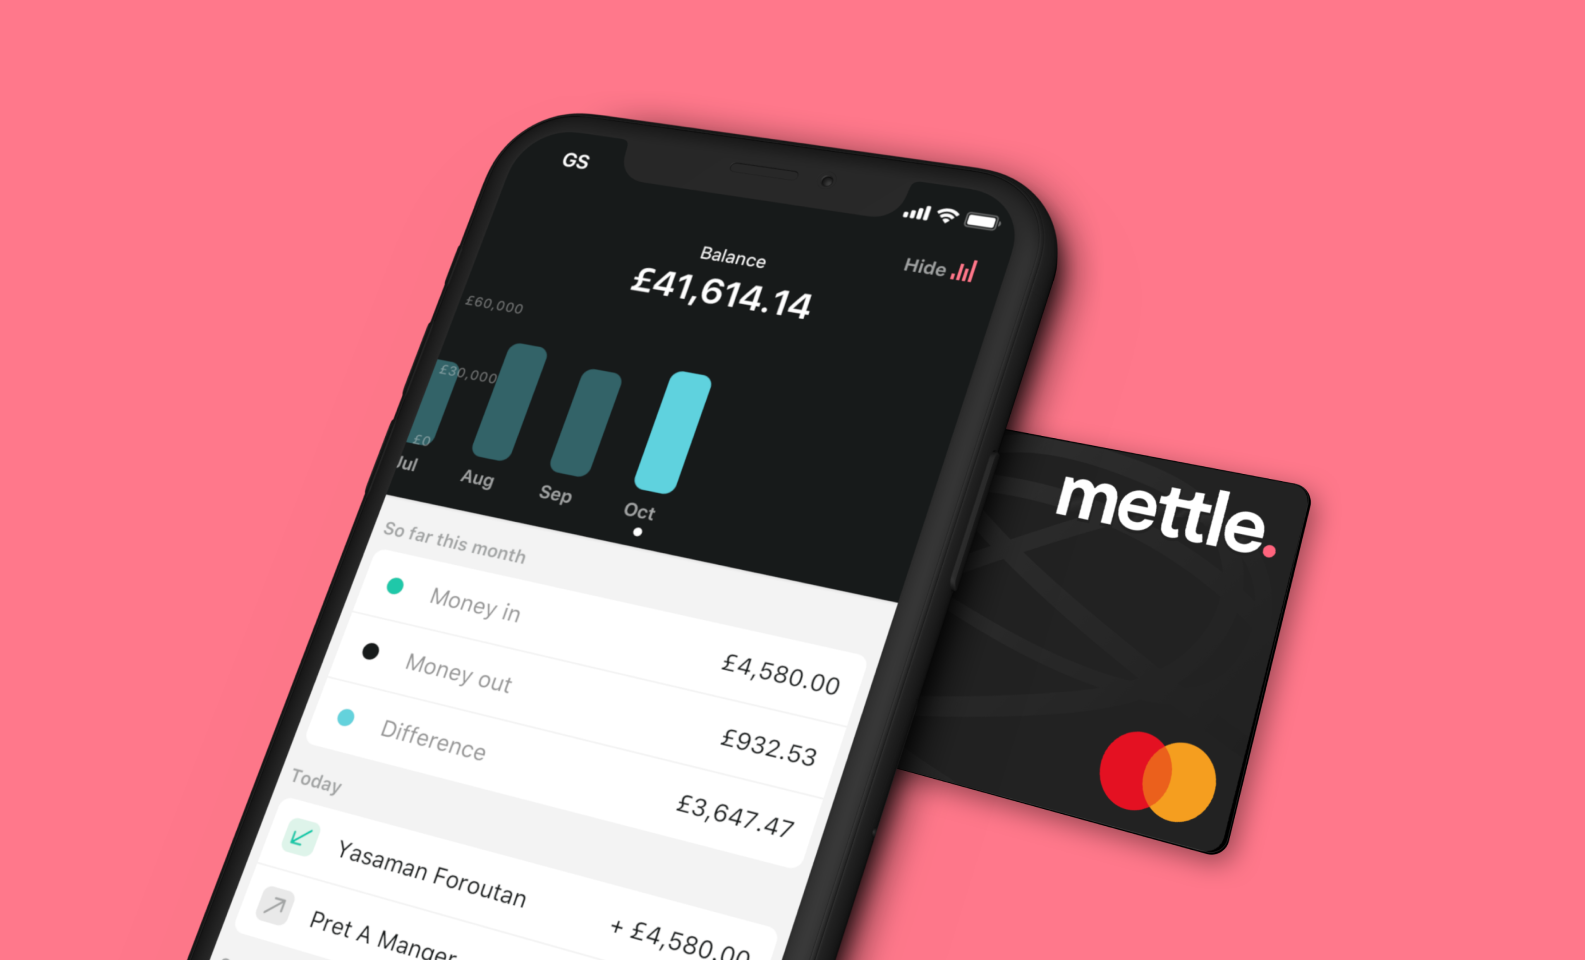 GS
Balance
£41,614.14
Hide
£60,000
£30,000
£0
Jul
Aug
Sep
Oct
So far this month
Money in
£4,580.00
Money out
£932.53
Difference
£3,647.47
Today
Yasaman Foroutan
+ £4,580.00
Pret A Manger
mettle.